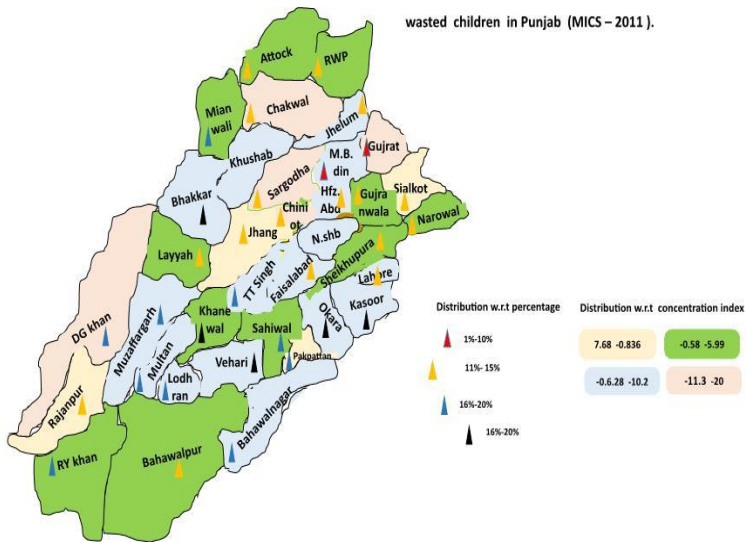 wasted children in Punjab (MICS – 2011 ).
Attock
RWP
Chakwal
Mian
wali
Jhelum
Gujrat
Khushab
M.B.
din
Sargodha
Sialkot
Bhakkar
Hfz.
Abd
Gujra
nwala
Chini
ot
Narowal
Jhang
N.shb
Layyah
Sheikhupura
TT Singh
Faisalabad
Lahore
DG khan
Khane
wal
Okara
Kasoor
Muzaffargarh
Sahiwal
Multan
Vehari
Pakpattan
Lodh
ran
Rajanpur
Bahawalnagar
RY khan
Bahawalpur
Distribution w.r.t percentage
1%-10%
11%- 15%
16%-20%
16%-20%
Distribution w.r.t concentration index
7.68 -0.836
-0.58 -5.99
-0.6.28 -10.2
-11.3 -20